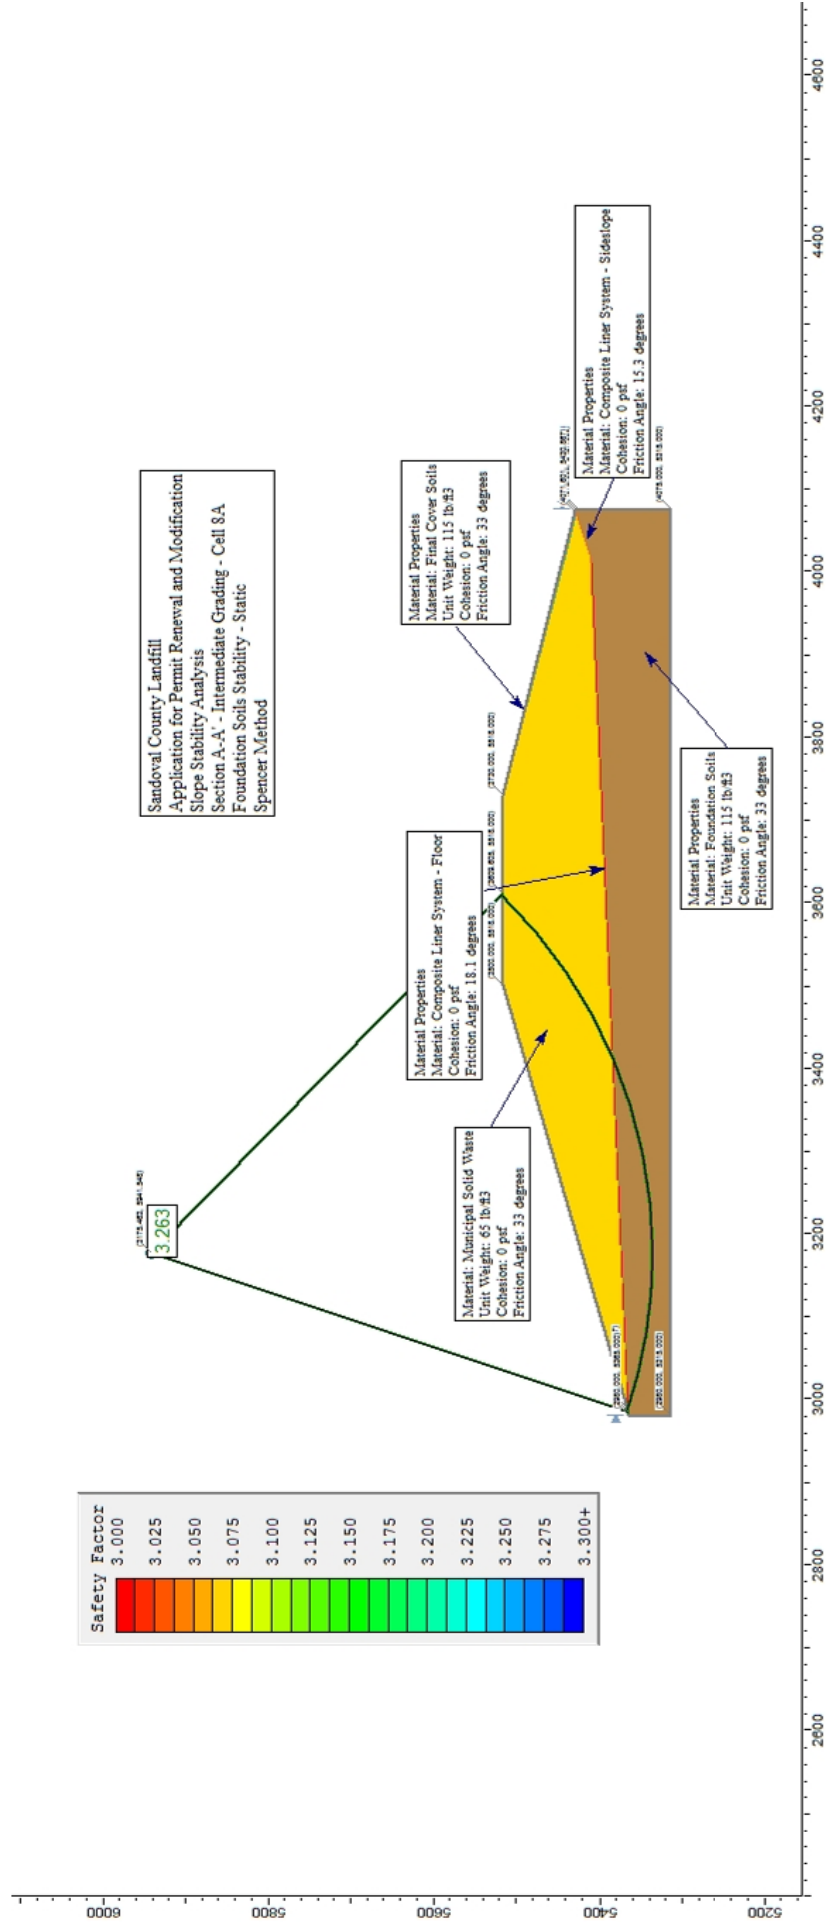 Safety Factor
3.000
3.025
3.050
3.075
3.100
3.125
3.150
3.175
3.200
3.225
3.250
3.275
3.300+
Sandoval County Landfill
Application for Permit Renewal and Modification
Slope Stability Analysis
Section A-A' - Intermediate Grading - Cell 8A
Foundation Soils Stability - Static
Spencer Method
3.263
Material: Municipal Solid Waste
Unit Weight: 65 lb/ft3
Cohesion: 0 psf
Friction Angle: 33 degrees
Material Properties
Material: Composite Liner System - Floor
Cohesion: 0 psf
Friction Angle: 18.1 degrees
Material Properties
Material: Final Cover Soils
Unit Weight: 115 lb/ft3
Cohesion: 0 psf
Friction Angle: 33 degrees
Material Properties
Material: Composite Liner System - Sideslope
Cohesion: 0 psf
Friction Angle: 15.3 degrees
Material Properties
Material: Foundation Soils
Unit Weight: 115 lb/ft3
Cohesion: 0 psf
Friction Angle: 33 degrees
6000
5800
5600
5400
5200
2600
2800
3000
3200
3400
3600
3800
4000
4200
4400
4600